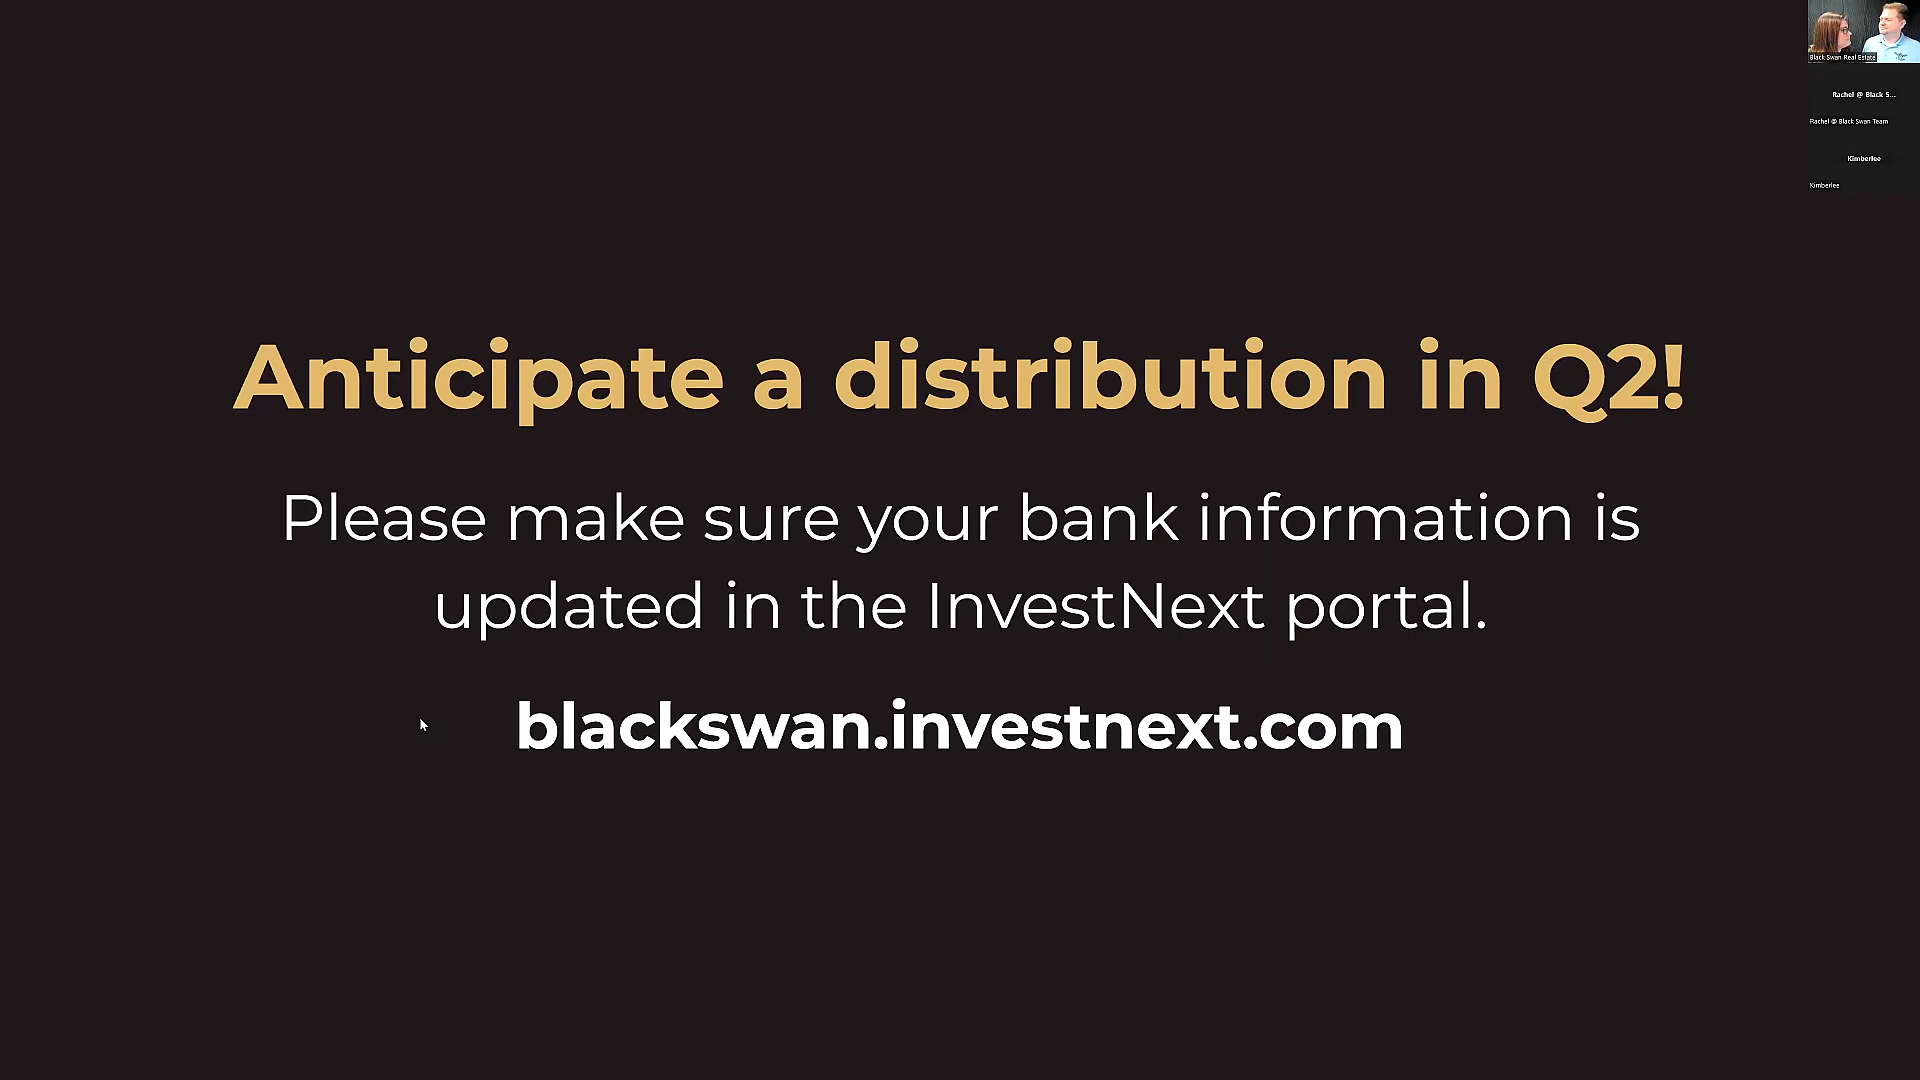 Black Swan Real Estate
Rachel @ Black S...
Rachel @ Black Swan Team
Kimberlee
Kimberlee
Anticipate a distribution in Q2!
Please make sure your bank information is
updated in the InvestNext portal.
blackswan.investnext.com